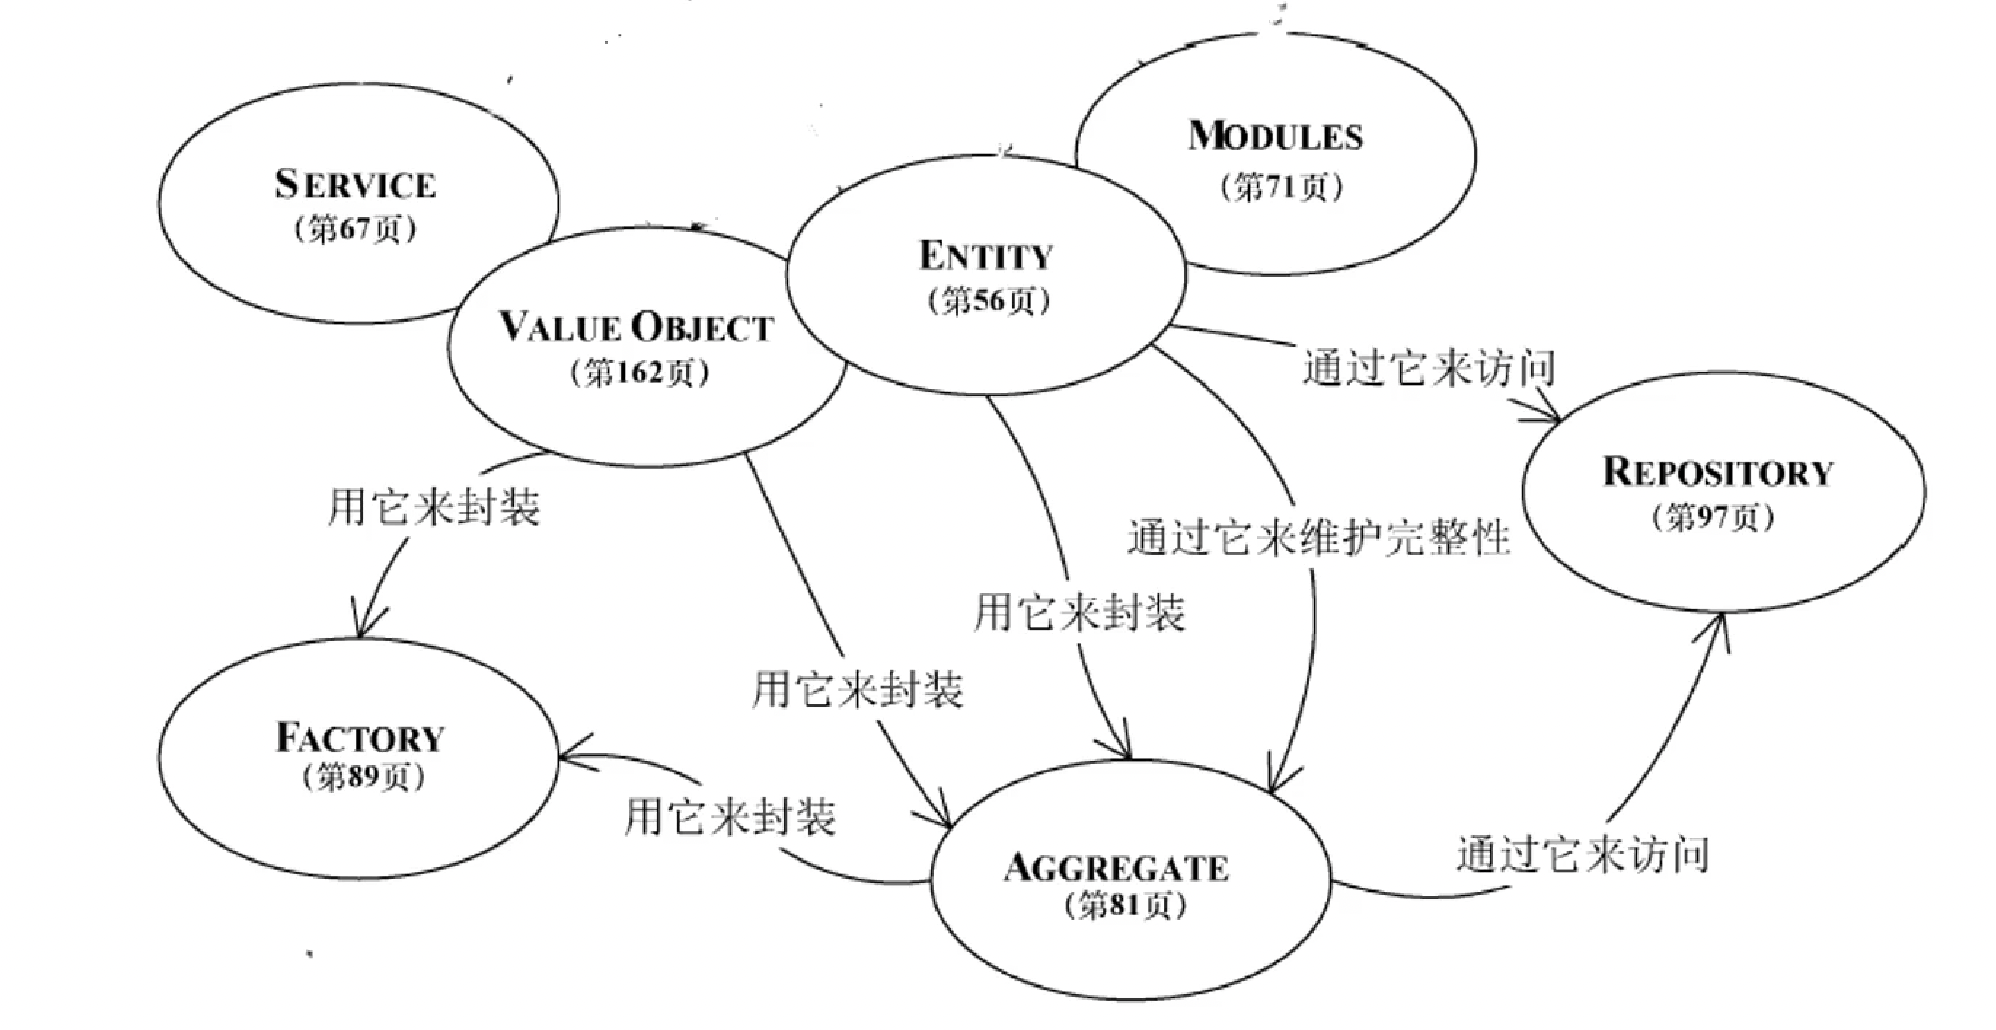 MODULES
(第71页)
SERVICE
(第67页)
ENTITY
(第56页)
VALUE OBJECT
(第162页)
通过它来访问
REPOSITORY
(第97页)
用它来封装
通过它来维护完整性
用它来封装
用它来封装
FACTORY
(第89页)
用它来封装
AGGREGATE
(第81页)
通过它来访问